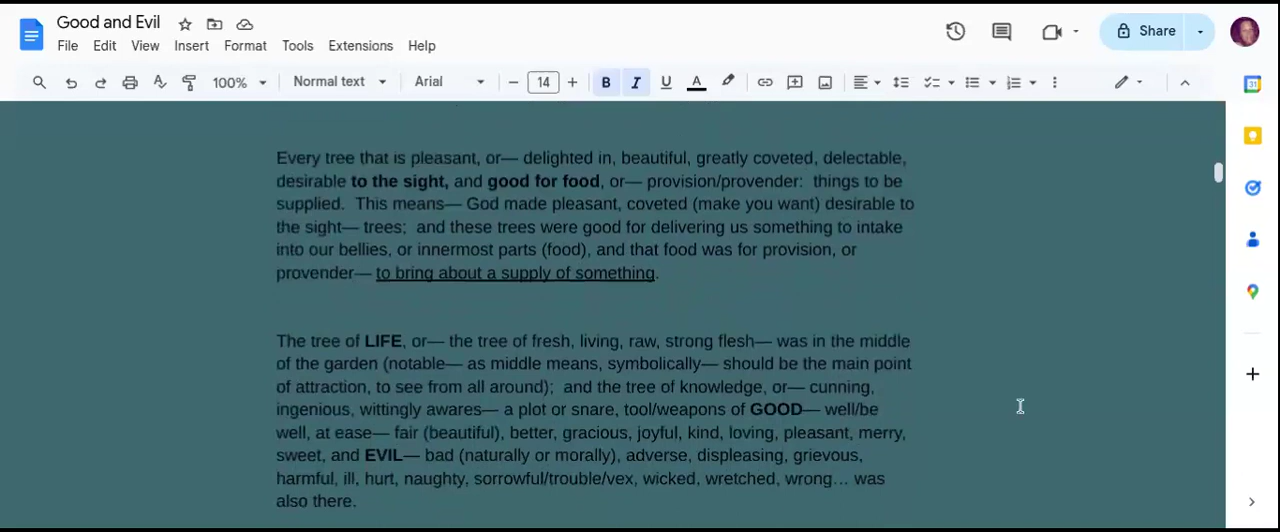 Good and Evil
File Edit View Insert Format Tools Extensions Help
Share
100% Normal text Arial 14 B I U A
31
Every tree that is pleasant, or— delighted in, beautiful, greatly coveted, delectable,
desirable to the sight, and good for food, or— provision/provender:  things to be
supplied.  This means— God made pleasant, coveted (make you want) desirable to
the sight— trees;  and these trees were good for delivering us something to intake
into our bellies, or innermost parts (food), and that food was for provision, or
provender— to bring about a supply of something.
The tree of LIFE, or— the tree of fresh, living, raw, strong flesh— was in the middle
of the garden (notable— as middle means, symbolically— should be the main point
of attraction, to see from all around);  and the tree of knowledge, or— cunning,
ingenious, wittingly awares— a plot or snare, tool/weapons of GOOD— well/be
well, at ease— fair (beautiful), better, gracious, joyful, kind, loving, pleasant, merry,
sweet, and EVIL— bad (naturally or morally), adverse, displeasing, grievous,
harmful, ill, hurt, naughty, sorrowful/trouble/vex, wicked, wretched, wrong… was
also there.